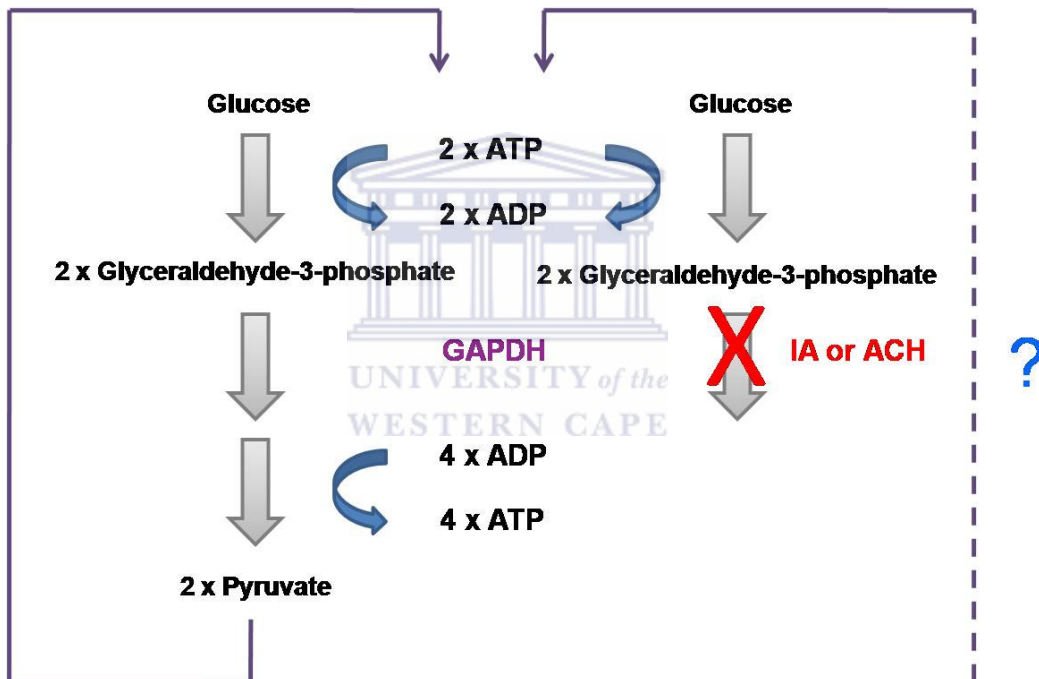 Glucose
Glucose
2 x ATP
2 x ADP
2 x Glyceraldehyde-3-phosphate
2 x Glyceraldehyde-3-phosphate
GAPDH
X
IA or ACH
?
UNIVERSITY of the
WESTERN CAPE
4 x ADP
4 x ATP
2 x Pyruvate